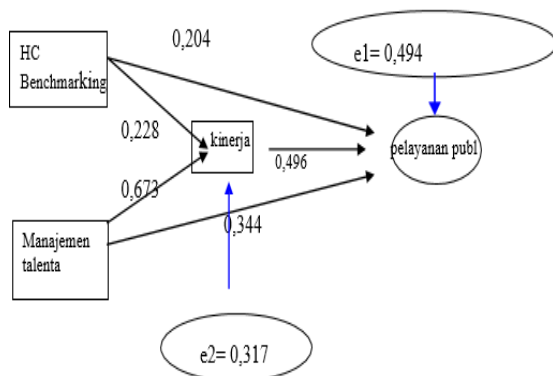 0,204
e1= 0,494
HC
Benchmarking
0,228
kinerja
0,496
pelayanan publ
0,673
0,344
Manajemen
talenta
e2= 0,317